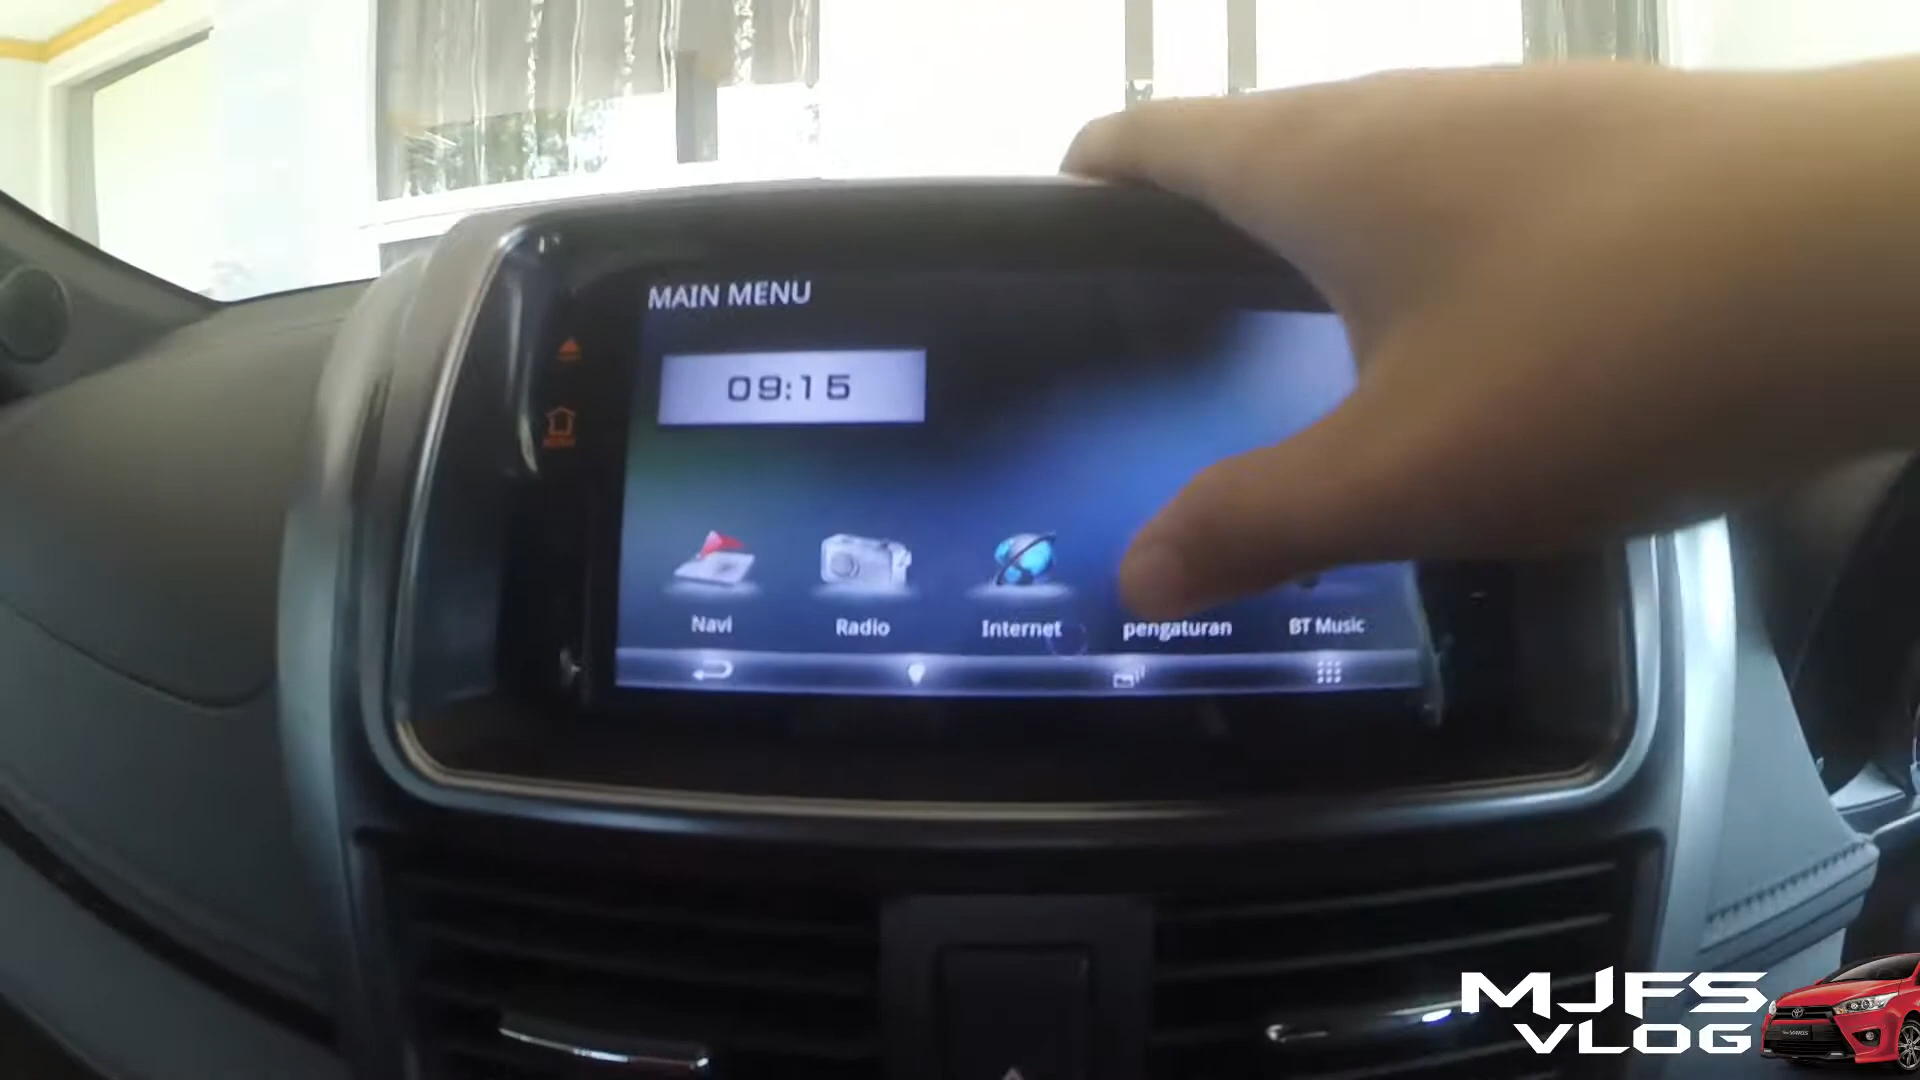 MAIN MENU
09:15
Navi
Radio
Internet
pengaturan
BT Music
MJFS
VLOG